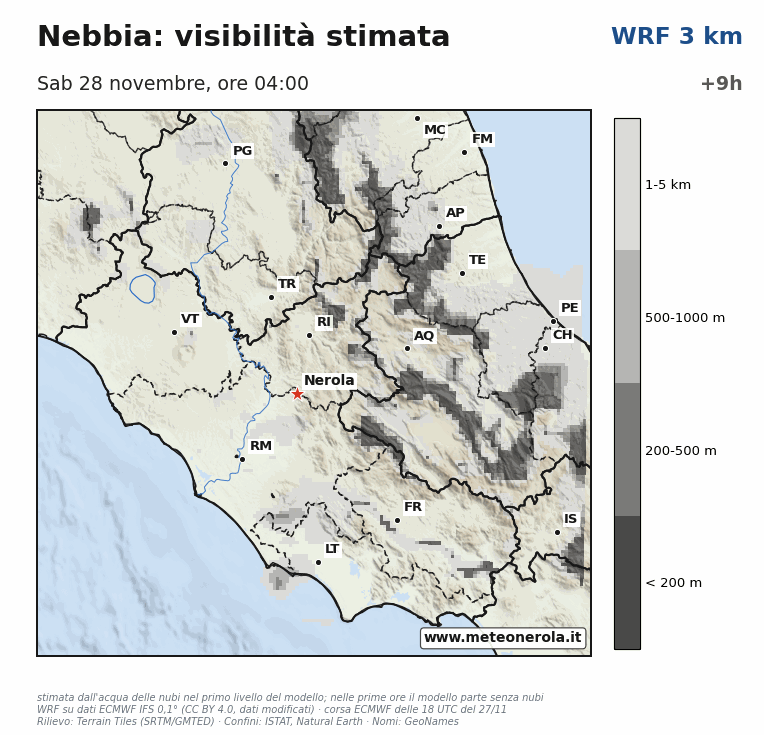 Nebbia: visibilità stimata
WRF 3 km
Sab 28 novembre, ore 04:00
+9h
MC
FM
PG
AP
TE
TR
PE
VT
RI
AQ
CH
Nerola
RM
FR
IS
LT
www.meteonerola.it
1-5 km
500-1000 m
200-500 m
< 200 m
stimata dall'acqua delle nubi nel primo livello del modello; nelle prime ore il modello parte senza nubi
WRF su dati ECMWF IFS 0,1° (CC BY 4.0, dati modificati) · corsa ECMWF delle 18 UTC del 27/11
Rilievo: Terrain Tiles (SRTM/GMTED) · Confini: ISTAT, Natural Earth · Nomi: GeoNames